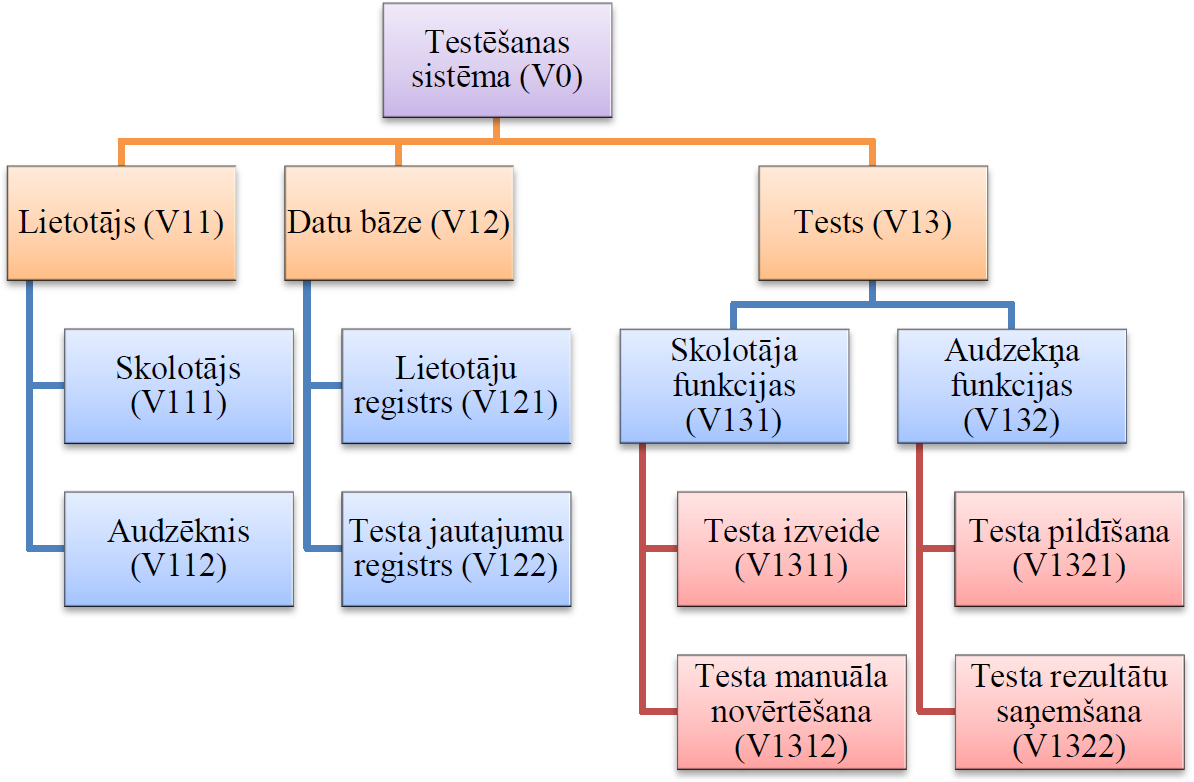 Testēšanas
sistēma (V0)
Lietotājs (V11)
Datu bāze (V12)
Tests (V13)
Skolotājs
(V111)
Audzēknis
(V112)
Lietotāju
registrs (V121)
Testa jautajumu
registrs (V122)
Skolotāja
funkcijas
(V131)
Audzekņa
funkcijas
(V132)
Testa izveide
(V1311)
Testa manuāla
novērtēšana
(V1312)
Testa pildīšana
(V1321)
Testa rezultātu
saņemšana
(V1322)